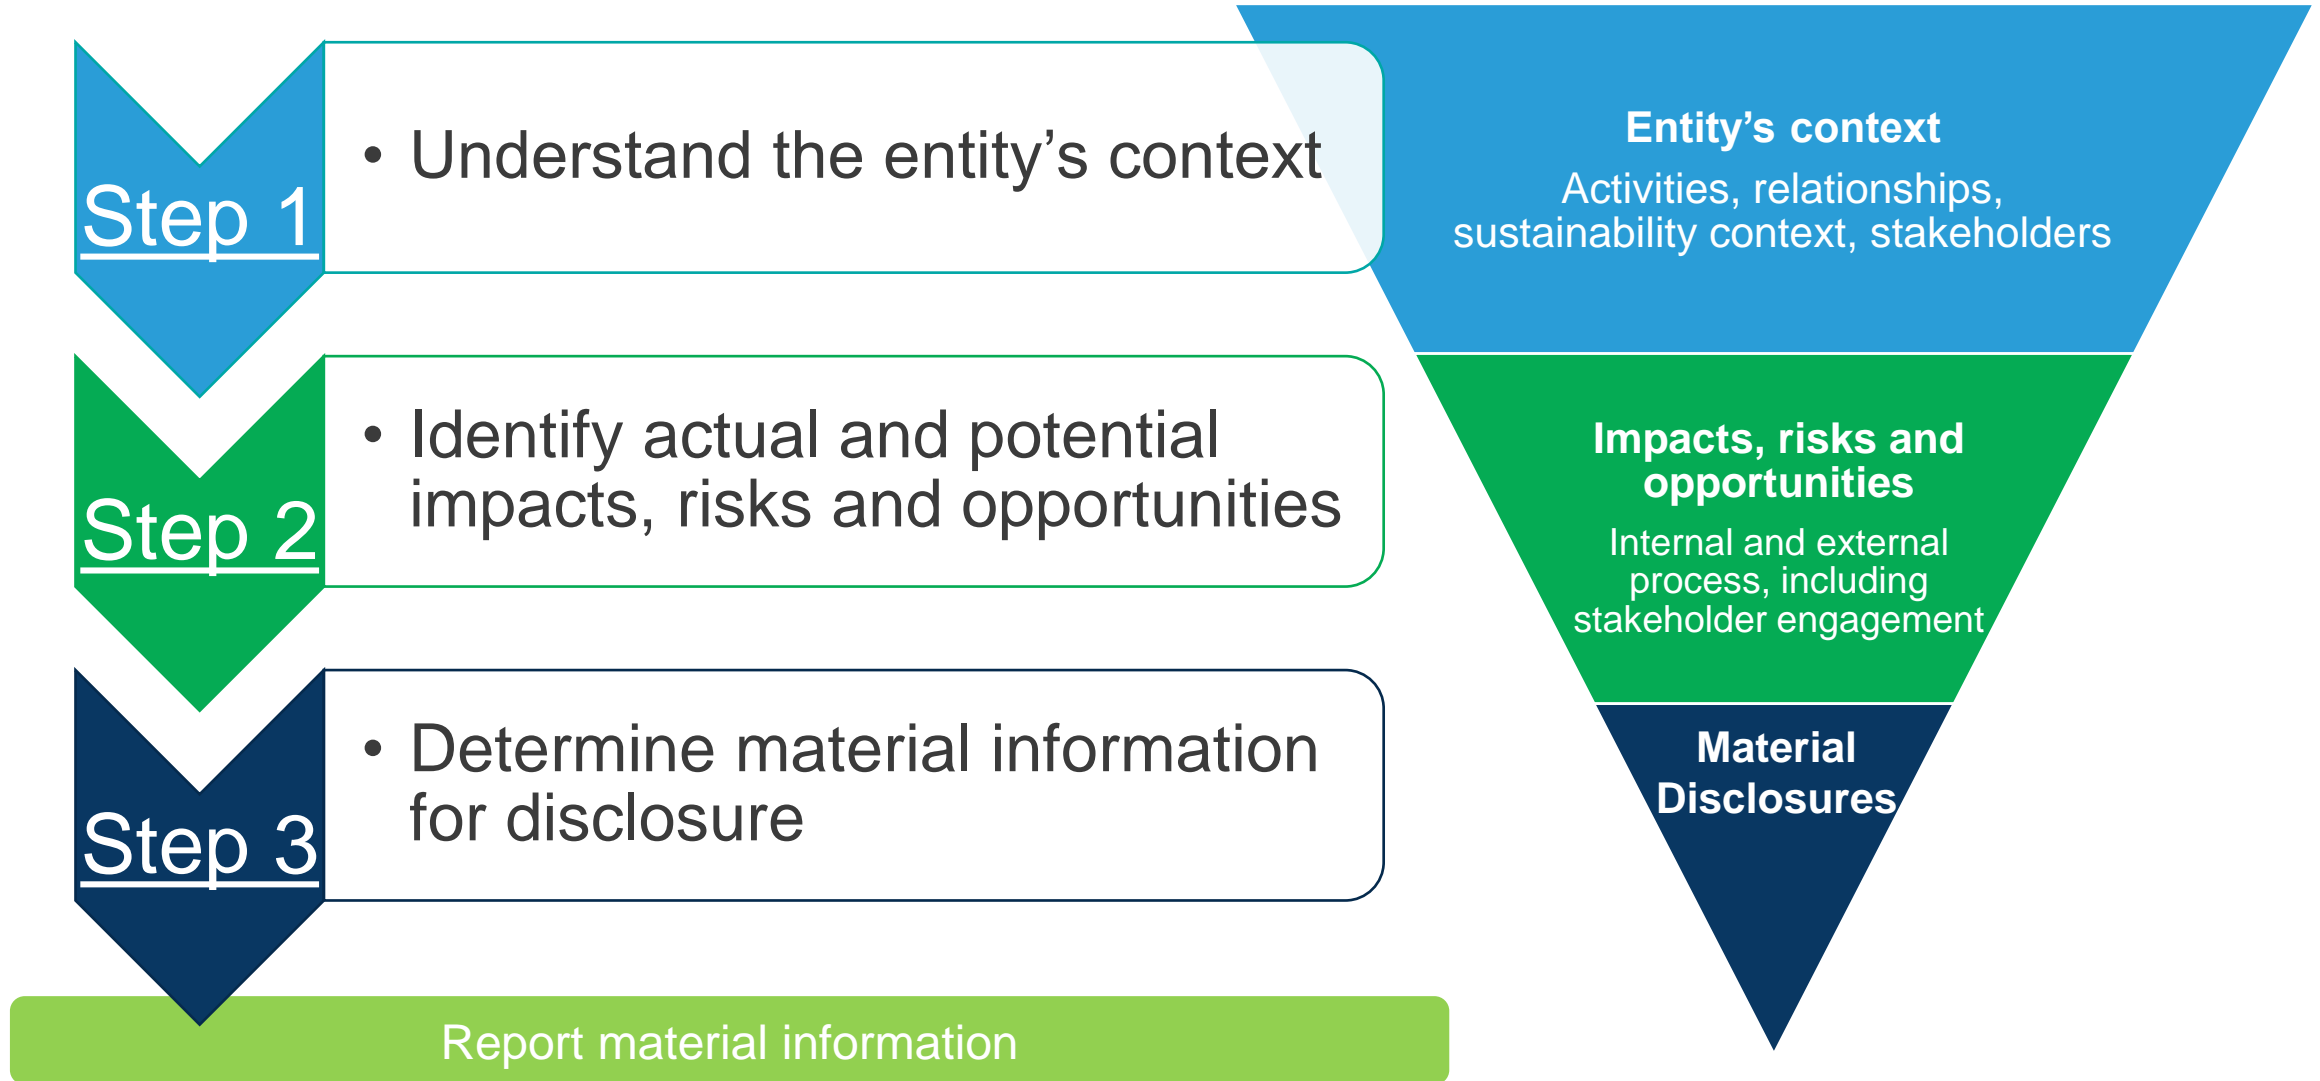 Step 1
• Understand the entity’s context
Step 2
• Identify actual and potential
impacts, risks and opportunities
Step 3
• Determine material information
for disclosure
Report material information
Entity’s context
Activities, relationships,
sustainability context, stakeholders
Impacts, risks and
opportunities
Internal and external
process, including
stakeholder engagement
Material
Disclosures